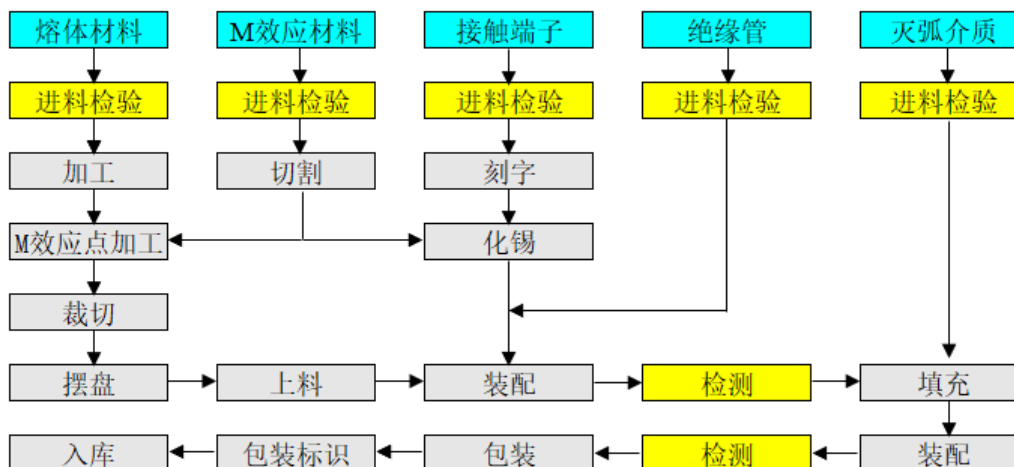 熔体材料 M效应材料 接触端子 绝缘管 灭弧介质
进料检验 进料检验 进料检验 进料检验 进料检验
加工 切割 刻字
M效应点加工 化锡
裁切
摆盘 上料 装配 检测 填充
入库 包装标识 包装 检测 装配